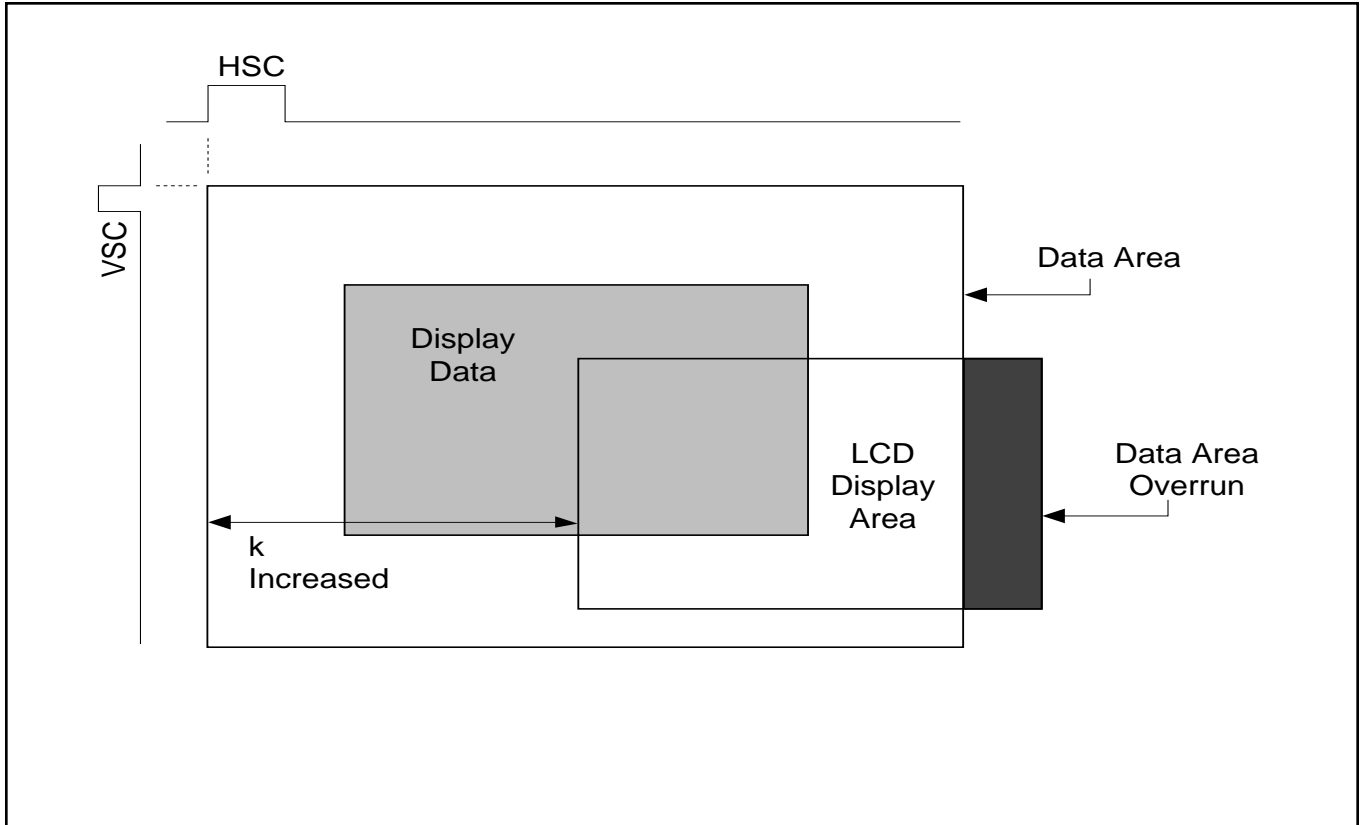 HSC
VSC
Data Area
Display
Data
LCD
Display
Area
Data Area
Overrun
k
Increased